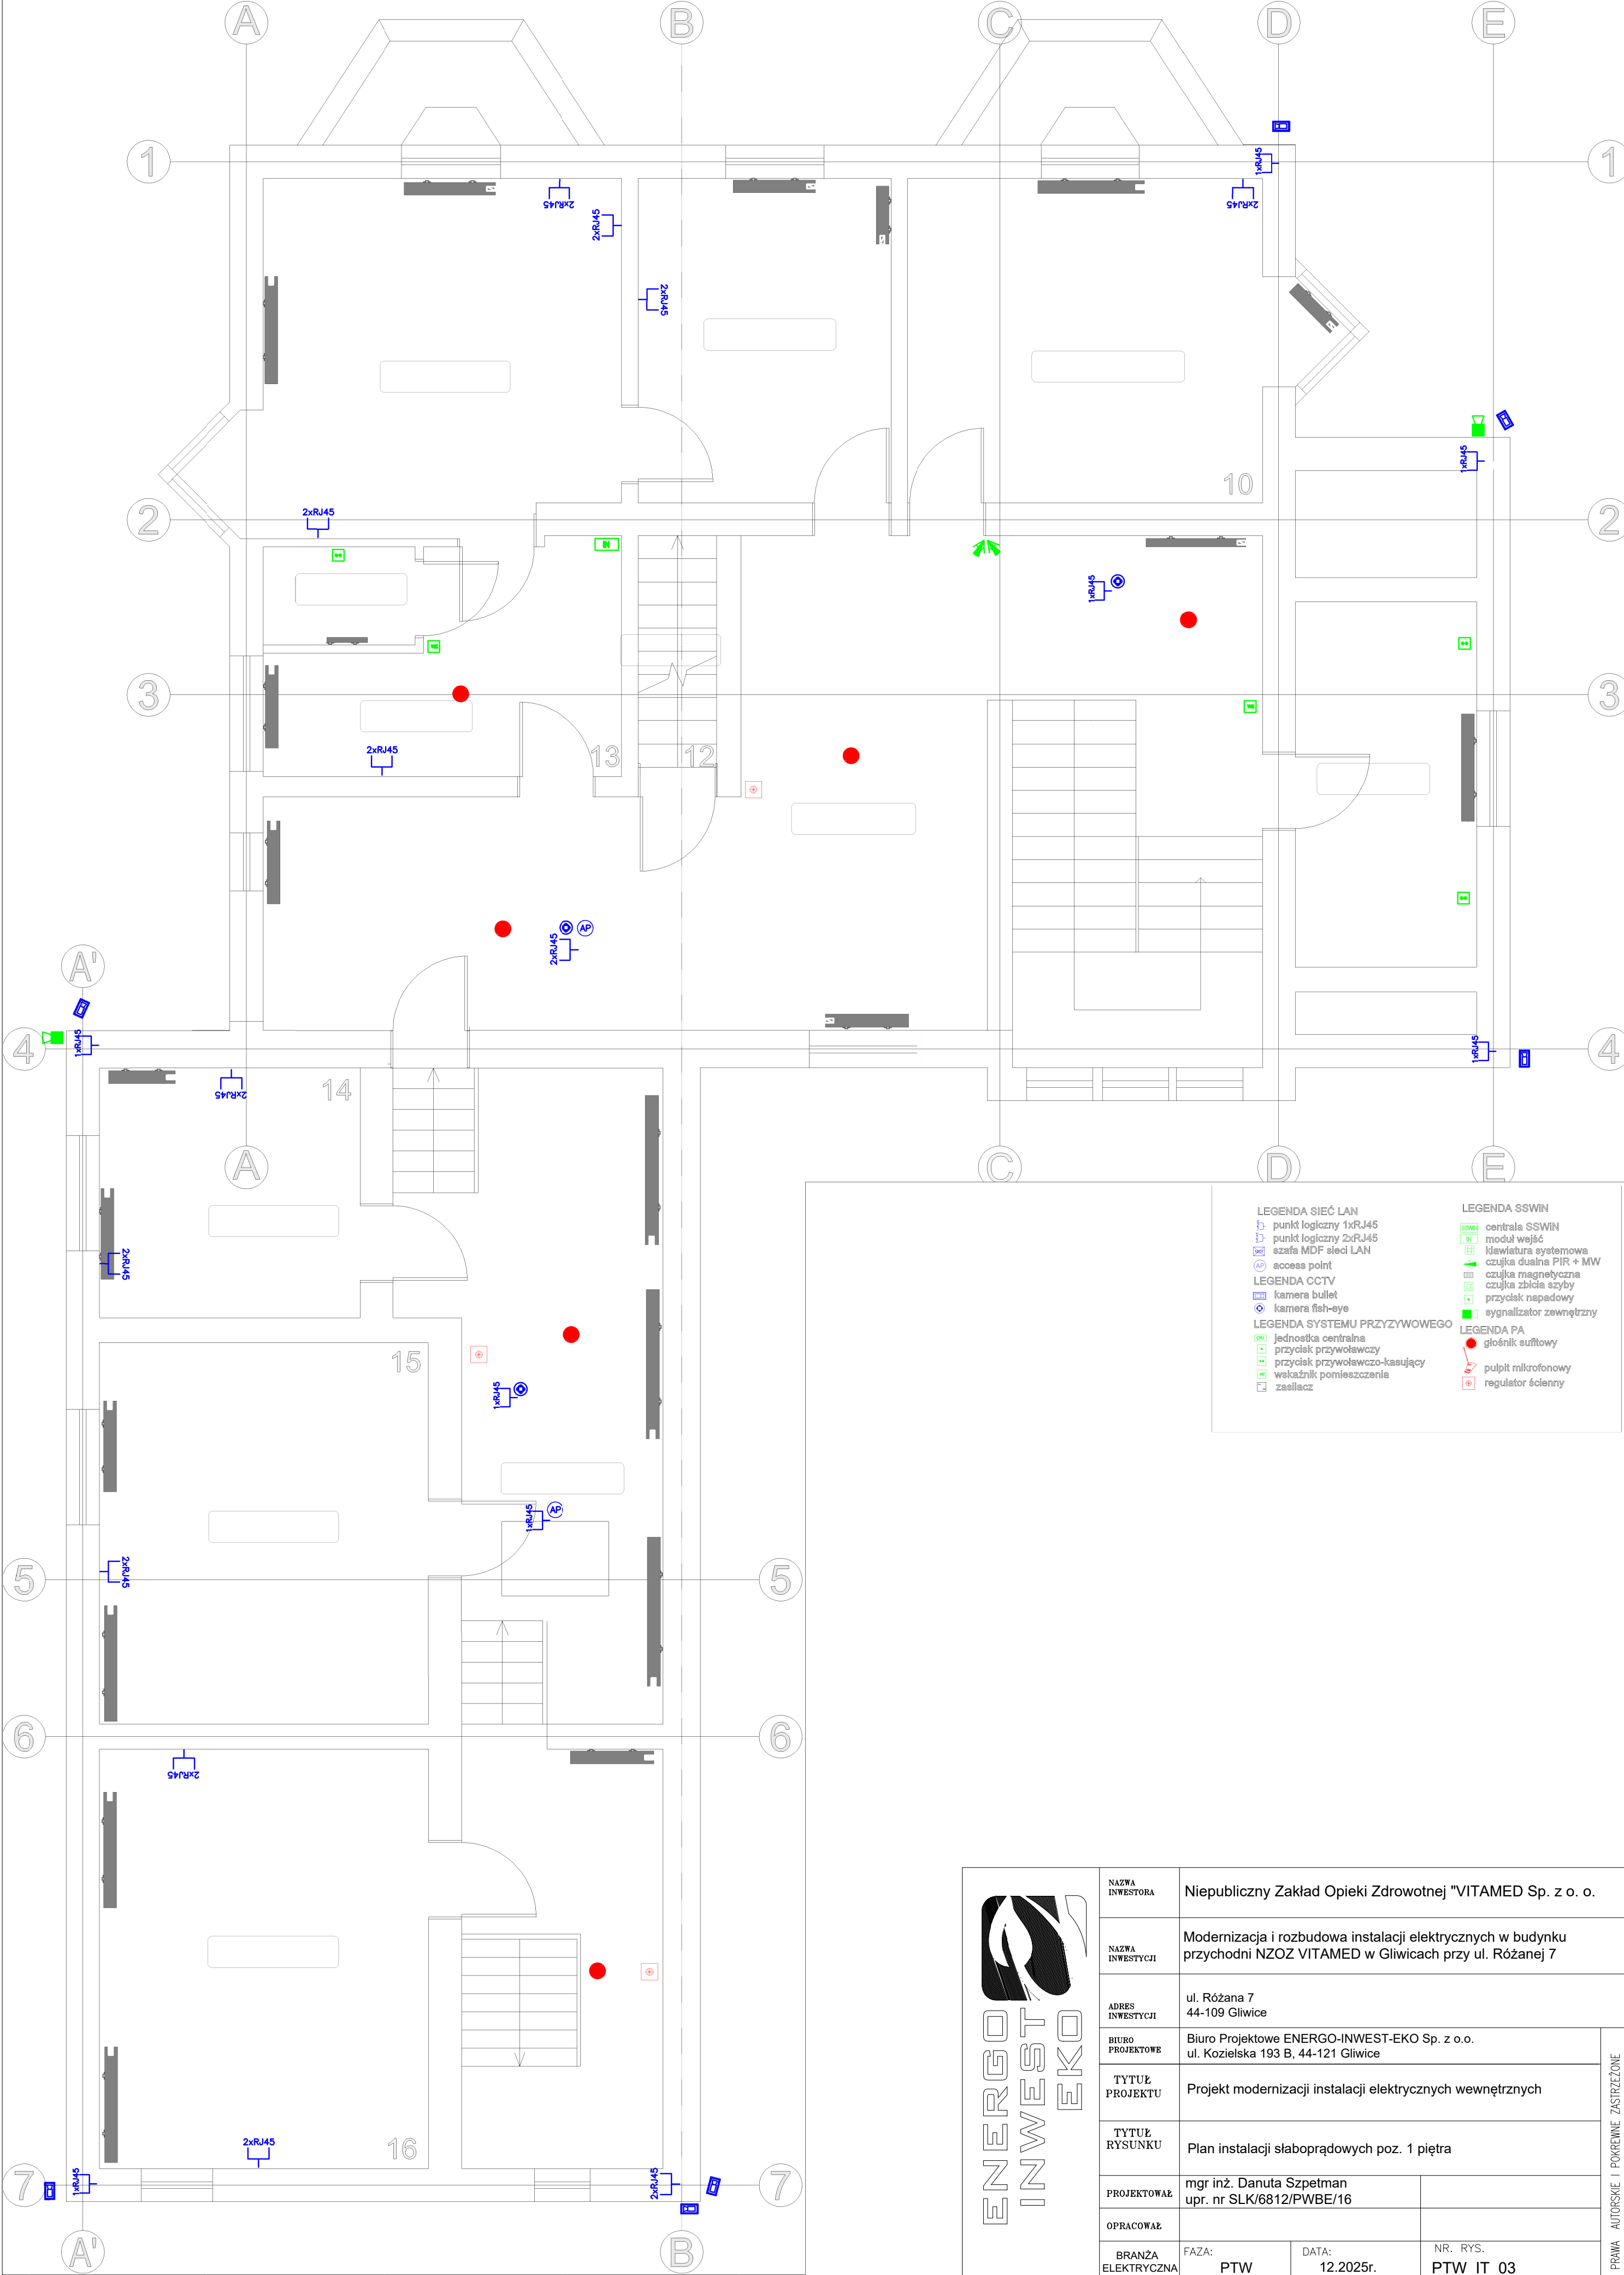 A
B
C
D
E
1
1
1xRJ45
2xRJ45
2xRJ45
2xRJ45
2xRJ45
10
1xRJ45
2
2
2xRJ45
IN
1xRJ45
3
3
2xRJ45
13
12
2xRJ45
AP
A'
4
1xRJ45
1xRJ45
4
2xRJ45
14
A
C
D
E
2xRJ45
15
1xRJ45
1xRJ45
AP
2xRJ45
5
5
6
6
2xRJ45
2xRJ45
16
7
1xRJ45
2xRJ45
7
A'
B
LEGENDA SIEĆ LAN
punkt logiczny 1xRJ45
punkt logiczny 2xRJ45
szafa MDF sieci LAN
AP access point
LEGENDA CCTV
kamera bullet
kamera fish-eye
LEGENDA SYSTEMU PRZYZYWOWEGO
jednostka centralna
przycisk przywoławczy
przycisk przywoławczo-kasujący
wskaźnik pomieszczenia
zasilacz
LEGENDA SSWiN
SSWiN centrala SSWiN
IN moduł wejść
klawiatura systemowa
czujka dualna PIR + MW
czujka magnetyczna
czujka zbicia szyby
przycisk napadowy
sygnalizator zewnętrzny
LEGENDA PA
głośnik sufitowy
pulpit mikrofonowy
regulator ścienny
ENERGO
INWEST
EKO
NAZWA INWESTORA
Niepubliczny Zakład Opieki Zdrowotnej "VITAMED Sp. z o. o.
NAZWA INWESTYCJI
Modernizacja i rozbudowa instalacji elektrycznych w budynku
przychodni NZOZ VITAMED w Gliwicach przy ul. Różanej 7
ADRES INWESTYCJI
ul. Różana 7
44-109 Gliwice
BIURO PROJEKTOWE
Biuro Projektowe ENERGO-INWEST-EKO Sp. z o.o.
ul. Kozielska 193 B, 44-121 Gliwice
TYTUŁ PROJEKTU
Projekt modernizacji instalacji elektrycznych wewnętrznych
TYTUŁ RYSUNKU
Plan instalacji słaboprądowych poz. 1 piętra
PROJEKTOWAŁ
mgr inż. Danuta Szpetman
upr. nr SLK/6812/PWBE/16
OPRACOWAŁ
BRANŻA ELEKTRYCZNA
FAZA:
PTW
DATA:
12.2025r.
NR. RYS.
PTW_IT_03
PRAWA AUTORSKIE I POKREWNE ZASTRZEŻONE